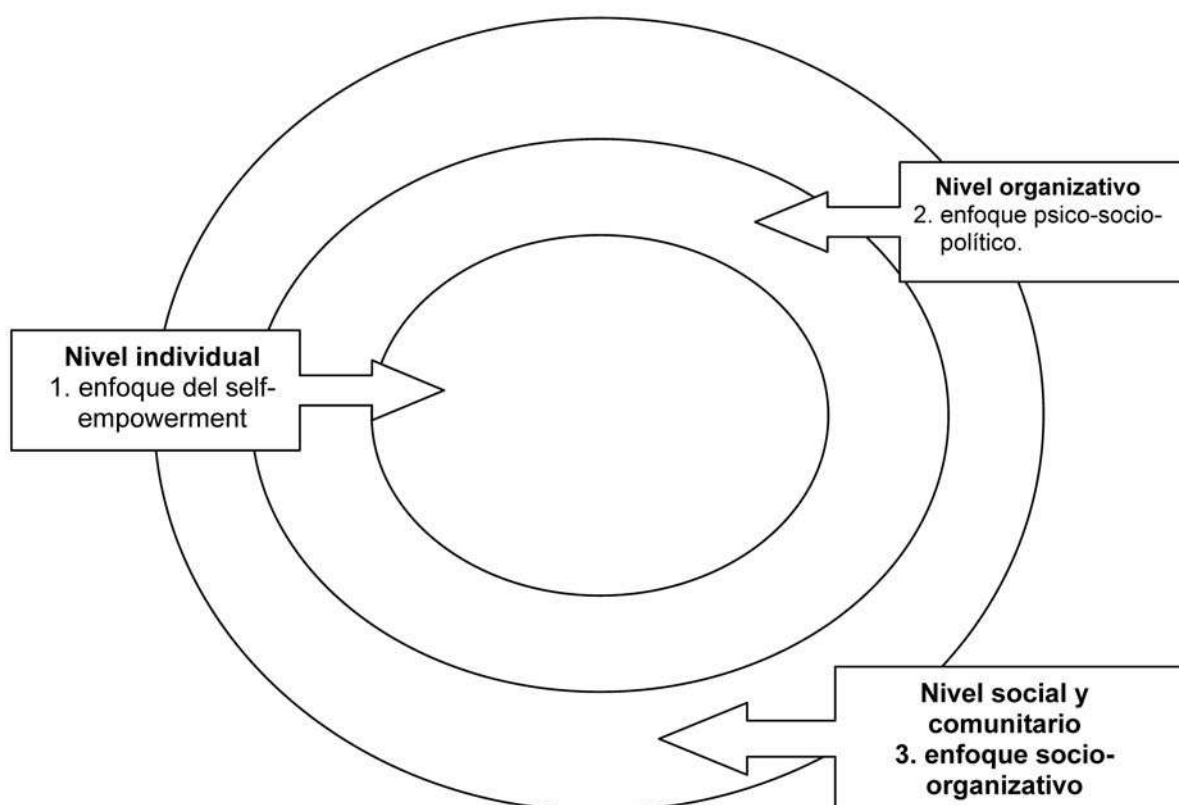 Nivel organizativo
2. enfoque psico-socio-
político.
Nivel individual
1. enfoque del self-
empowerment
Nivel social y
comunitario
3. enfoque socio-
organizativo